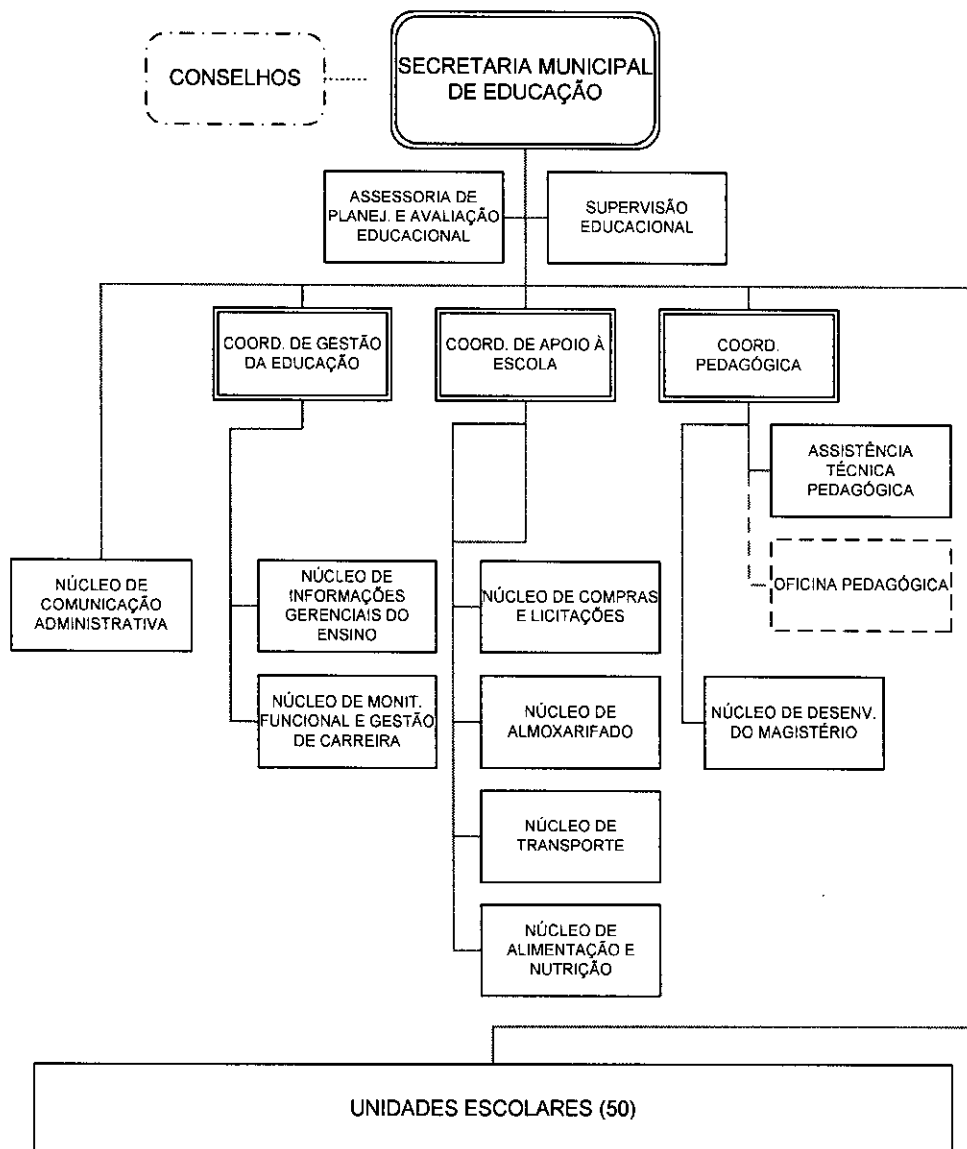 CONSELHOS
SECRETARIA MUNICIPAL
DE EDUCAÇÃO
ASSESSORIA DE
PLANEJ. E AVALIAÇÃO
EDUCACIONAL
SUPERVISÃO
EDUCACIONAL
COORD. DE GESTÃO
DA EDUCAÇÃO
COORD. DE APOIO À
ESCOLA
COORD.
PEDAGÓGICA
ASSISTÊNCIA
TÉCNICA
PEDAGÓGICA
OFICINA PEDAGÓGICA
NÚCLEO DE
COMUNICAÇÃO
ADMINISTRATIVA
NÚCLEO DE
INFORMAÇÕES
GERENCIAIS DO
ENSINO
NÚCLEO DE COMPRAS
E LICITAÇÕES
NÚCLEO DE MONIT.
FUNCIONAL E GESTÃO
DE CARREIRA
NÚCLEO DE
ALMOXARIFADO
NÚCLEO DE DESENV.
DO MAGISTÉRIO
NÚCLEO DE
TRANSPORTE
NÚCLEO DE
ALIMENTAÇÃO E
NUTRIÇÃO
UNIDADES ESCOLARES (50)